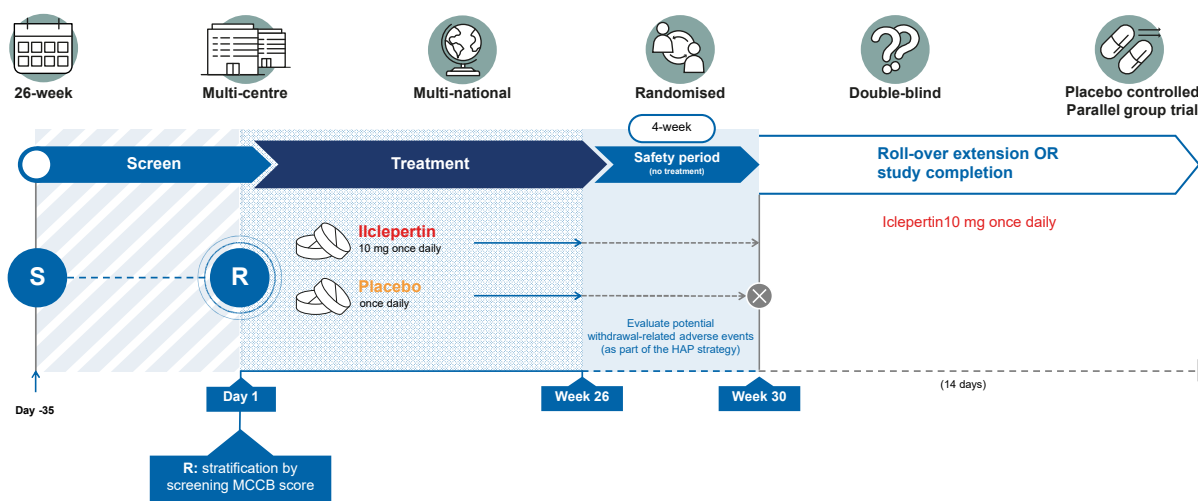 26-week
Multi-centre
Multi-national
Randomised
Double-blind
Placebo controlled
Parallel group trial
4-week
Screen
Treatment
Safety period
(no treatment)
Roll-over extension OR
study completion
Ilclepertin
10 mg once daily
Iclepertin10 mg once daily
S
R
Placebo
once daily
Evaluate potential
withdrawal-related adverse events
(as part of the HAP strategy)
(14 days)
Day -35
Day 1
Week 26
Week 30
R: stratification by
screening MCCB score